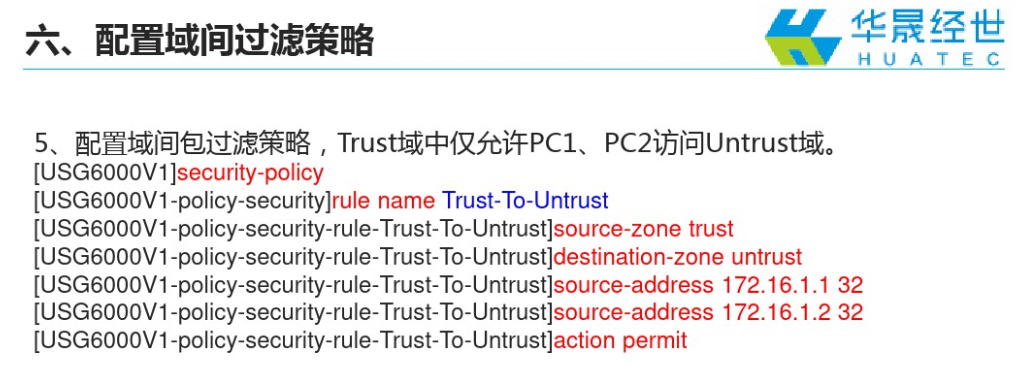 六、配置域间过滤策略
华晟经世
HUATEC
5、配置域间包过滤策略，Trust域中仅允许PC1、PC2访问Untrust域。
[USG6000V1]security-policy
[USG6000V1-policy-security]rule name Trust-To-Untrust
[USG6000V1-policy-security-rule-Trust-To-Untrust]source-zone trust
[USG6000V1-policy-security-rule-Trust-To-Untrust]destination-zone untrust
[USG6000V1-policy-security-rule-Trust-To-Untrust]source-address 172.16.1.1 32
[USG6000V1-policy-security-rule-Trust-To-Untrust]source-address 172.16.1.2 32
[USG6000V1-policy-security-rule-Trust-To-Untrust]action permit